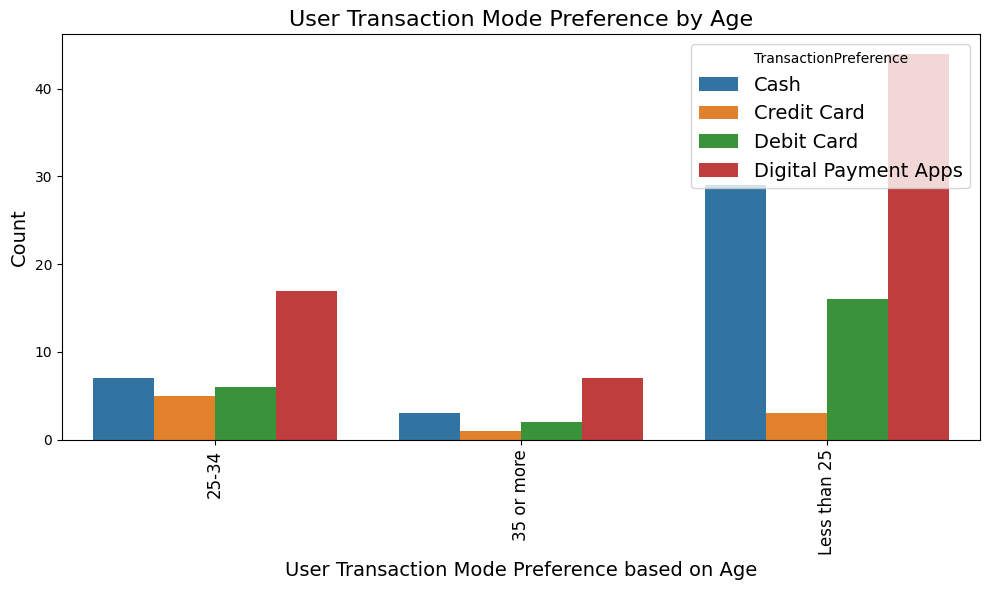 User Transaction Mode Preference by Age
TransactionPreference
Cash
Credit Card
Debit Card
Digital Payment Apps
Count
40
30
20
10
0
25-34
35 or more
Less than 25
User Transaction Mode Preference based on Age